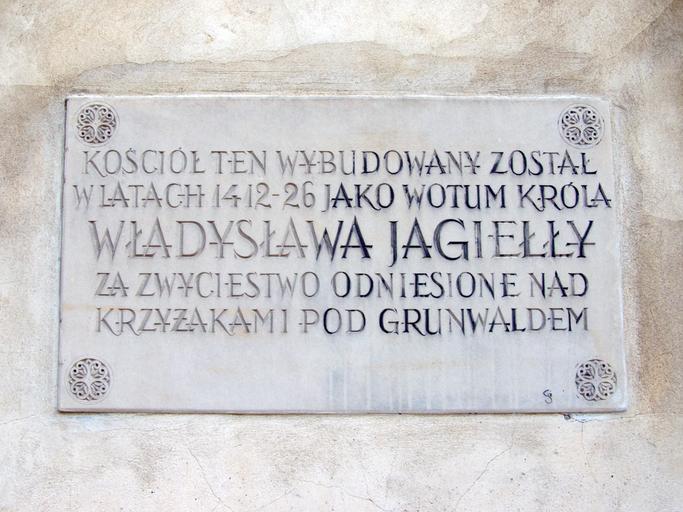 KOŚCIÓŁ TEN WYBUDOWANY ZOSTAŁ
W LATACH 1412-26 JAKO WOTUM KRÓLA
WŁADYSŁAWA JAGIEŁŁY
ZA ZWYCIĘSTWO ODNIESIONE NAD
KRZYŻAKAMI POD GRUNWALDEM